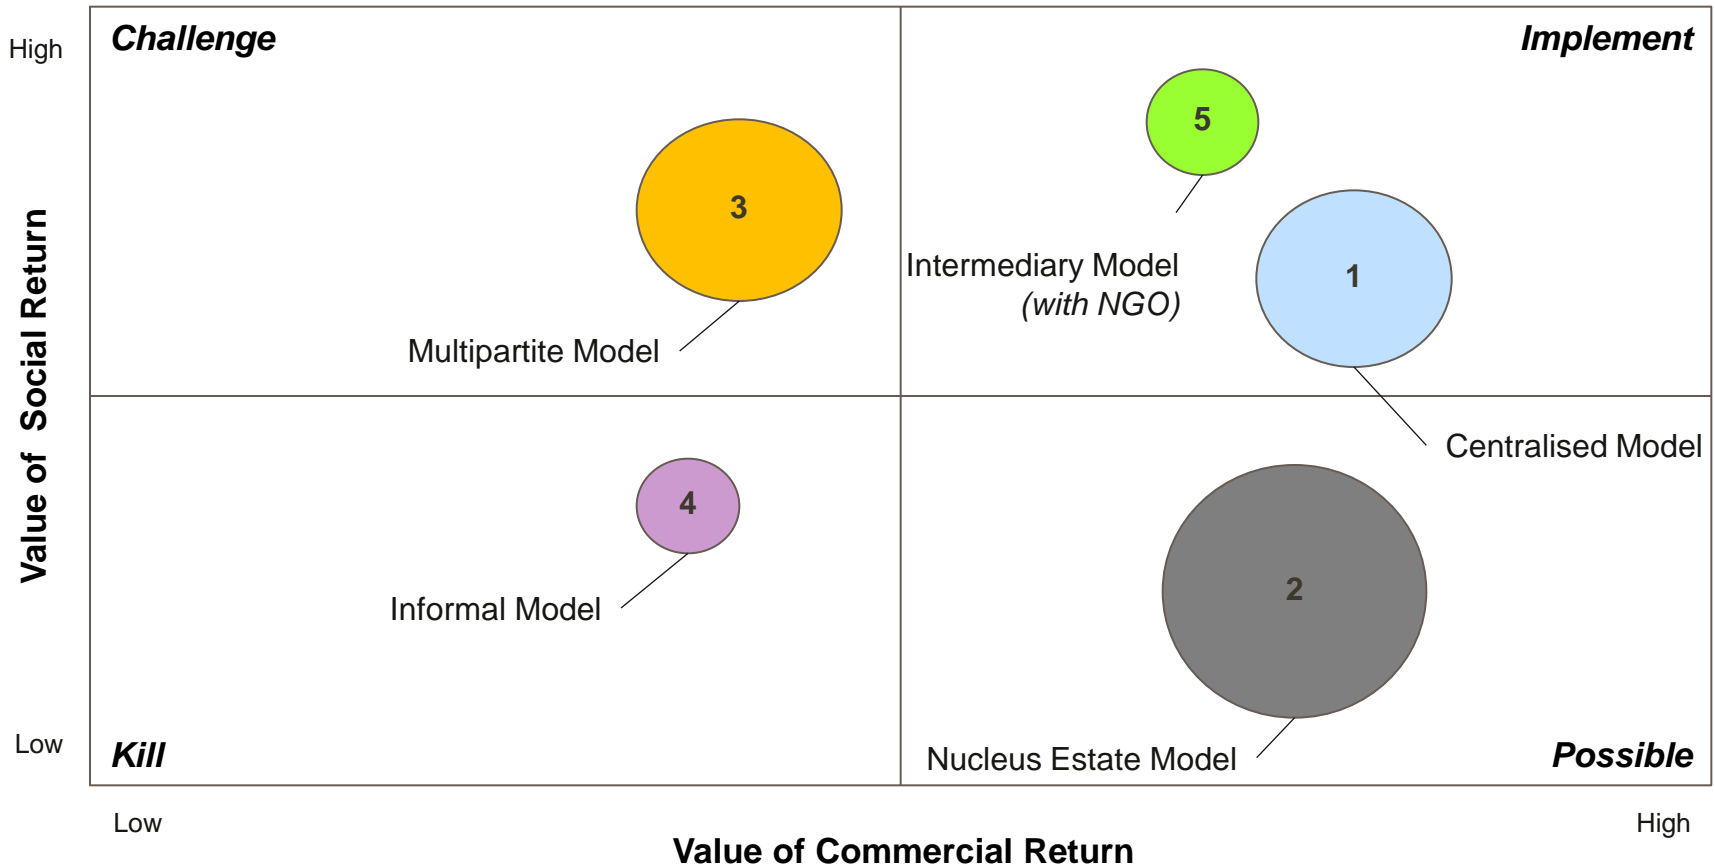 High
Challenge
Implement
5
3
Intermediary Model
(with NGO)
1
Multipartite Model
Value of Social Return
Centralised Model
4
2
Informal Model
Low
Kill
Nucleus Estate Model
Possible
Low
High
Value of Commercial Return